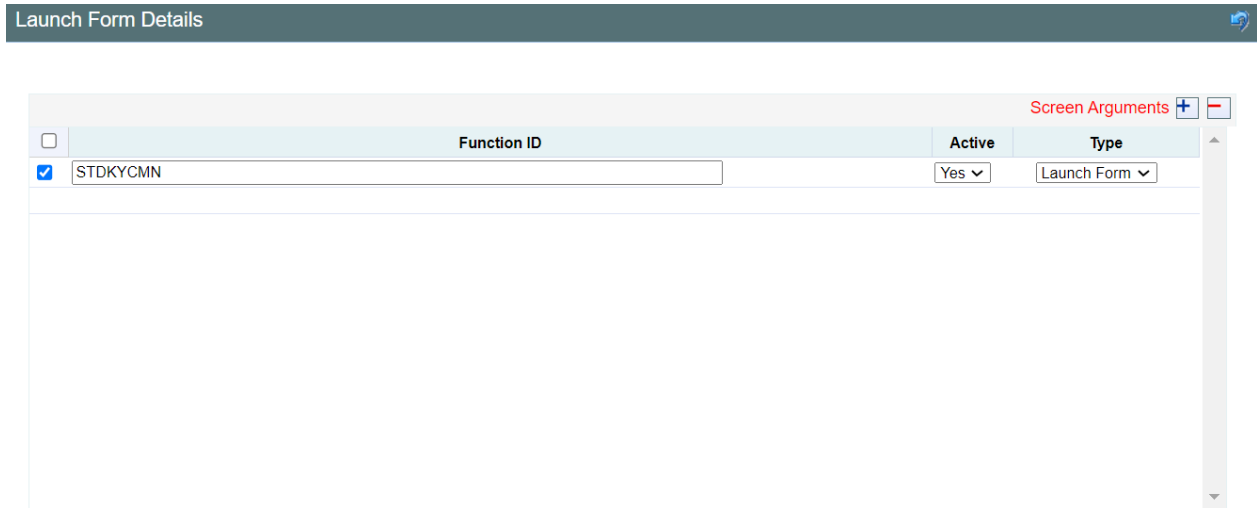 Launch Form Details
Screen Arguments
Function ID Active Type
STDKYCMN Yes Launch Form